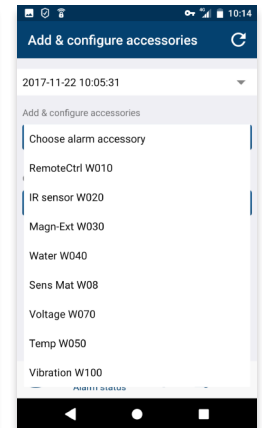 4G 10:14
Add & configure accessories
2017-11-22 10:05:31
Add & configure accessories
Choose alarm accessory
RemoteCtrl W010
IR sensor W020
Magn-Ext W030
Water W040
Sens Mat W08
Voltage W070
Temp W050
Vibration W100
Alarm status